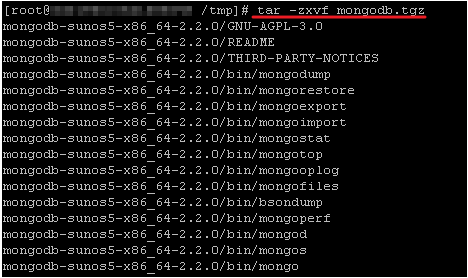 [root@ /tmp]# tar -zxvf mongodb.tgz
mongodb-sunos5-x86_64-2.2.0/GNU-AGPL-3.0
mongodb-sunos5-x86_64-2.2.0/README
mongodb-sunos5-x86_64-2.2.0/THIRD-PARTY-NOTICES
mongodb-sunos5-x86_64-2.2.0/bin/mongodump
mongodb-sunos5-x86_64-2.2.0/bin/mongorestore
mongodb-sunos5-x86_64-2.2.0/bin/mongoexport
mongodb-sunos5-x86_64-2.2.0/bin/mongoimport
mongodb-sunos5-x86_64-2.2.0/bin/mongostat
mongodb-sunos5-x86_64-2.2.0/bin/mongotop
mongodb-sunos5-x86_64-2.2.0/bin/mongooplog
mongodb-sunos5-x86_64-2.2.0/bin/mongofiles
mongodb-sunos5-x86_64-2.2.0/bin/bsondump
mongodb-sunos5-x86_64-2.2.0/bin/mongoperf
mongodb-sunos5-x86_64-2.2.0/bin/mongod
mongodb-sunos5-x86_64-2.2.0/bin/mongos
mongodb-sunos5-x86_64-2.2.0/bin/mongo